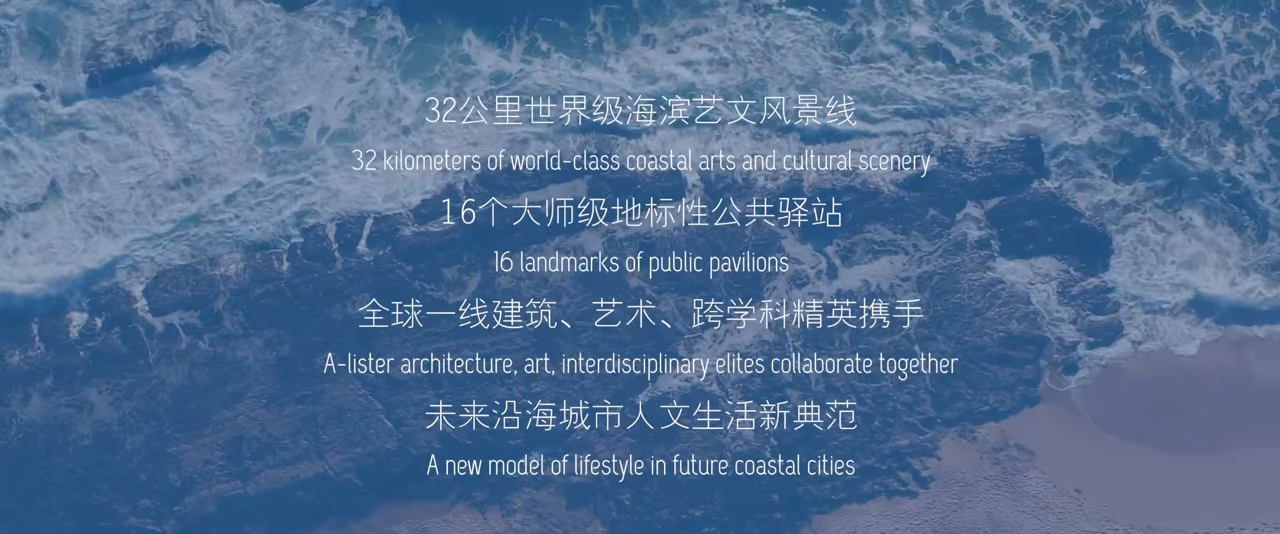 32公里世界级海滨艺文风景线
32 kilometers of world-class coastal arts and cultural scenery
16个大师级地标性公共驿站
16 landmarks of public pavilions
全球一线建筑、艺术、跨学科精英携手
A-lister architecture, art, interdisciplinary elites collaborate together
未来沿海城市人文生活新典范
A new model of lifestyle in future coastal cities